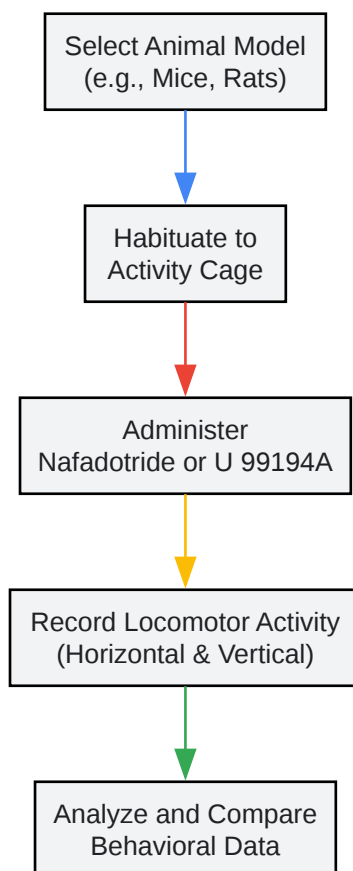 Select Animal Model
(e.g., Mice, Rats)
Habituate to
Activity Cage
Administer
Nafadotride or U 99194A
Record Locomotor Activity
(Horizontal & Vertical)
Analyze and Compare
Behavioral Data